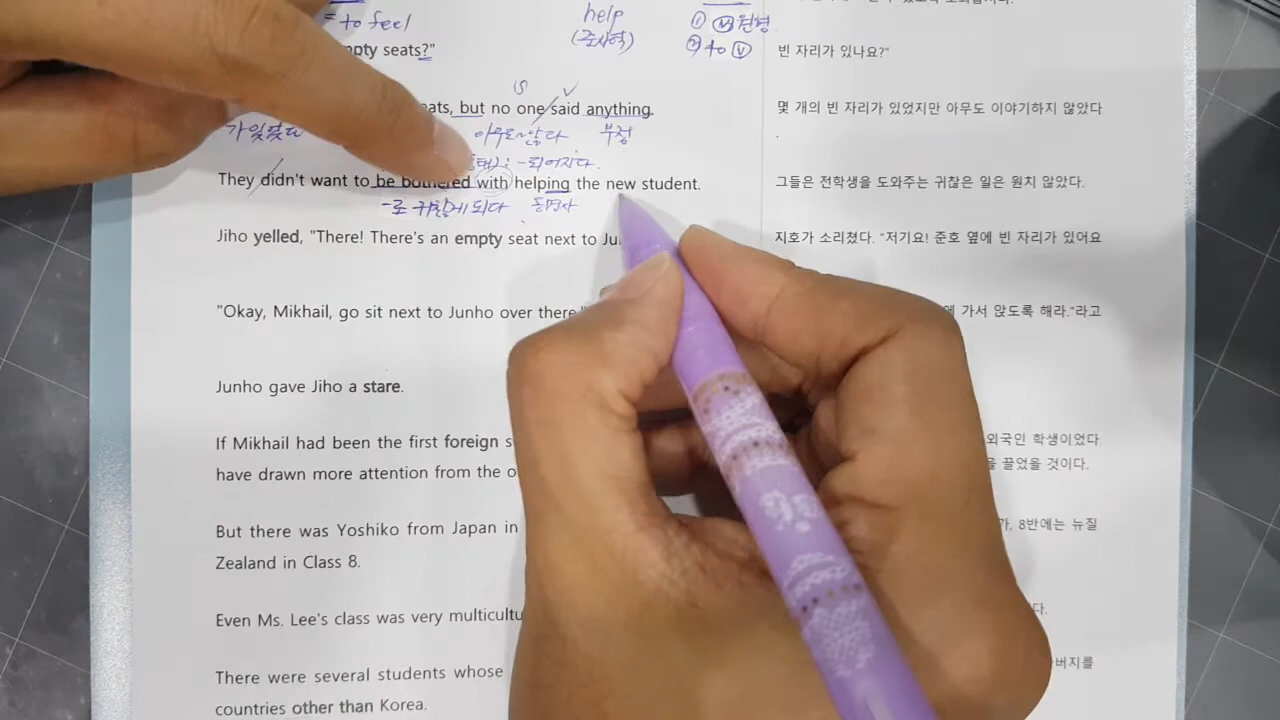 = to feel
help
① ⓥ원형
(준사역)
② to ⓥ
empty seats?"
빈 자리가 있나요?"
S V
but no one said anything.
몇 개의 빈 자리가 있었지만 아무도 이야기하지 않았다
.
가 있었다
아무도~않다
부정
: -되어지다.
They didn't want to be bothered with helping the new student.
그들은 전학생을 도와주는 귀찮은 일은 원치 않았다.
-로 귀찮게 되다
동명사
Jiho yelled, "There! There's an empty seat next to
지호가 소리쳤다. "저기요! 준호 옆에 빈 자리가 있어요
"Okay, Mikhail, go sit next to Junho over there."
가서 앉도록 해라."라고
Junho gave Jiho a stare.
If Mikhail had been the first foreign
외국인 학생이었다
have drawn more attention from the
끌었을 것이다.
But there was Yoshiko from Japan in
8반에는 뉴질
Zealand in Class 8.
Even Ms. Lee's class was very
There were several students whose
countries other than Korea.